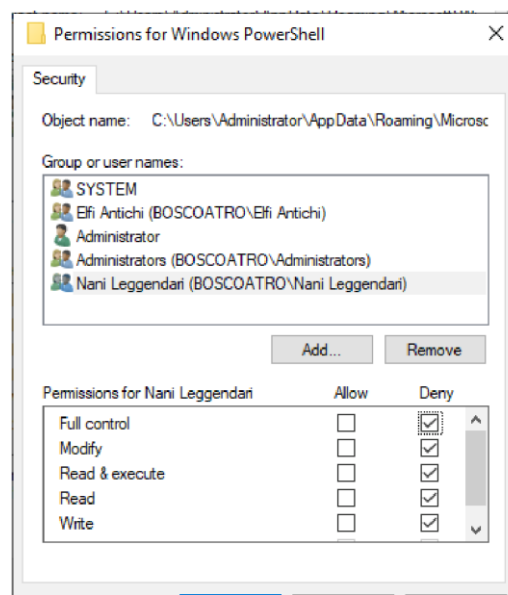 Permissions for Windows PowerShell
Security
Object name: C:\Users\Administrator\AppData\Roaming\Microsc
Group or user names:
SYSTEM
Elfi Antichi (BOSCOATRO\Elfi Antichi)
Administrator
Administrators (BOSCOATRO\Administrators)
Nani Leggendari (BOSCOATRO\Nani Leggendari)
Add...
Remove
Permissions for Nani Leggendari Allow Deny
Full control
Modify
Read & execute
Read
Write